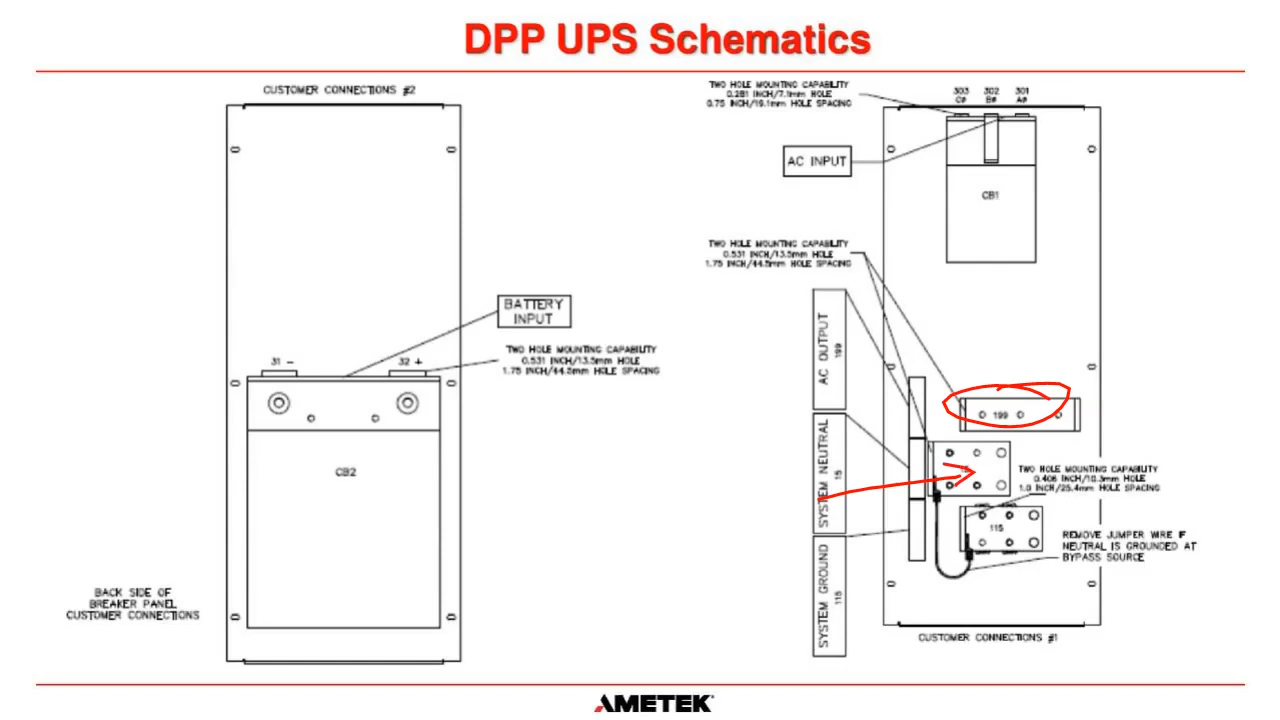 DPP UPS Schematics
CUSTOMER CONNECTIONS #2
BATTERY
INPUT
31 -
32 +
TWO HOLE MOUNTING CAPABILITY
0.531 INCH/13.5mm HOLE
1.75 INCH/44.5mm HOLE SPACING
CB2
BACK SIDE OF
BREAKER PANEL
CUSTOMER CONNECTIONS
TWO HOLE MOUNTING CAPABILITY
0.281 INCH/7.1mm HOLE
0.75 INCH/19.1mm HOLE SPACING
303 302 301
CØ BØ AØ
AC INPUT
CB1
TWO HOLE MOUNTING CAPABILITY
0.531 INCH/13.5mm HOLE
1.75 INCH/44.5mm HOLE SPACING
AC OUTPUT
199
SYSTEM NEUTRAL
15
SYSTEM GROUND
115
199
TWO HOLE MOUNTING CAPABILITY
0.406 INCH/10.3mm HOLE
1.0 INCH/25.4mm HOLE SPACING
115
REMOVE JUMPER WIRE IF
NEUTRAL IS GROUNDED AT
BYPASS SOURCE
CUSTOMER CONNECTIONS #1
AMETEK